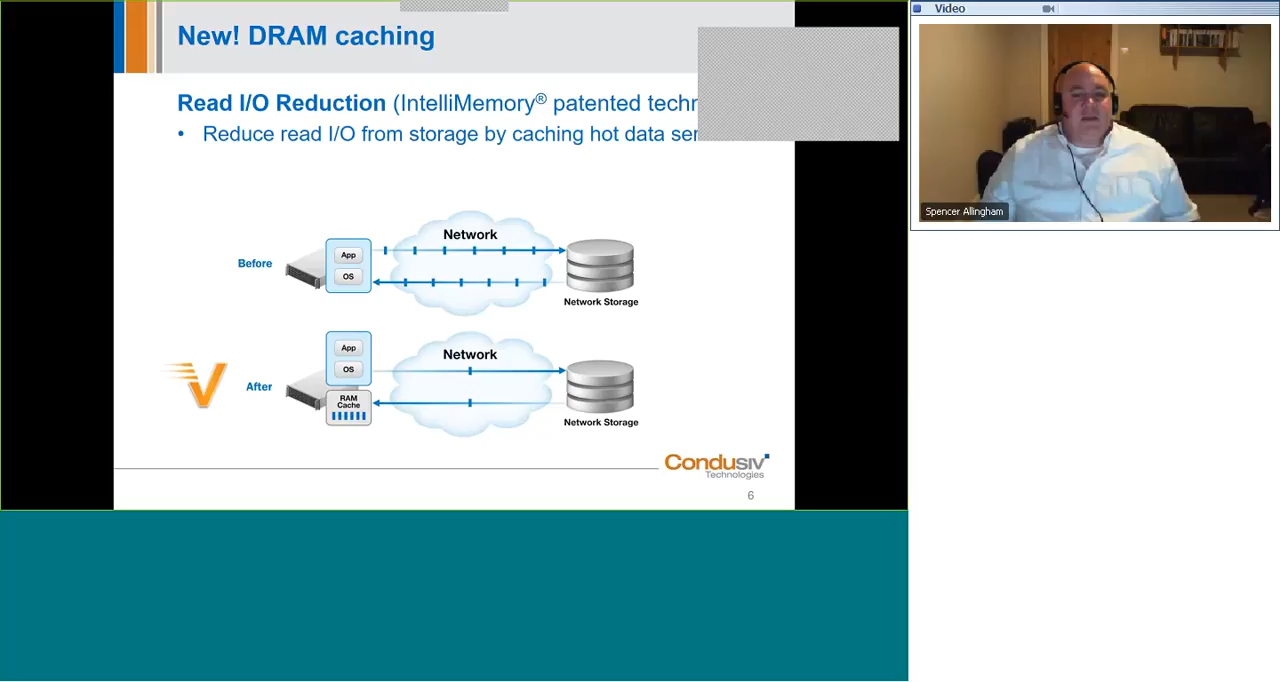 New! DRAM caching
Read I/O Reduction (IntelliMemory® patented techn
• Reduce read I/O from storage by caching hot data ser
Before
App
OS
Network
Network Storage
After
App
OS
RAM
Cache
Network
Network Storage
Condusiv
Technologies
6
Video
Spencer Allingham